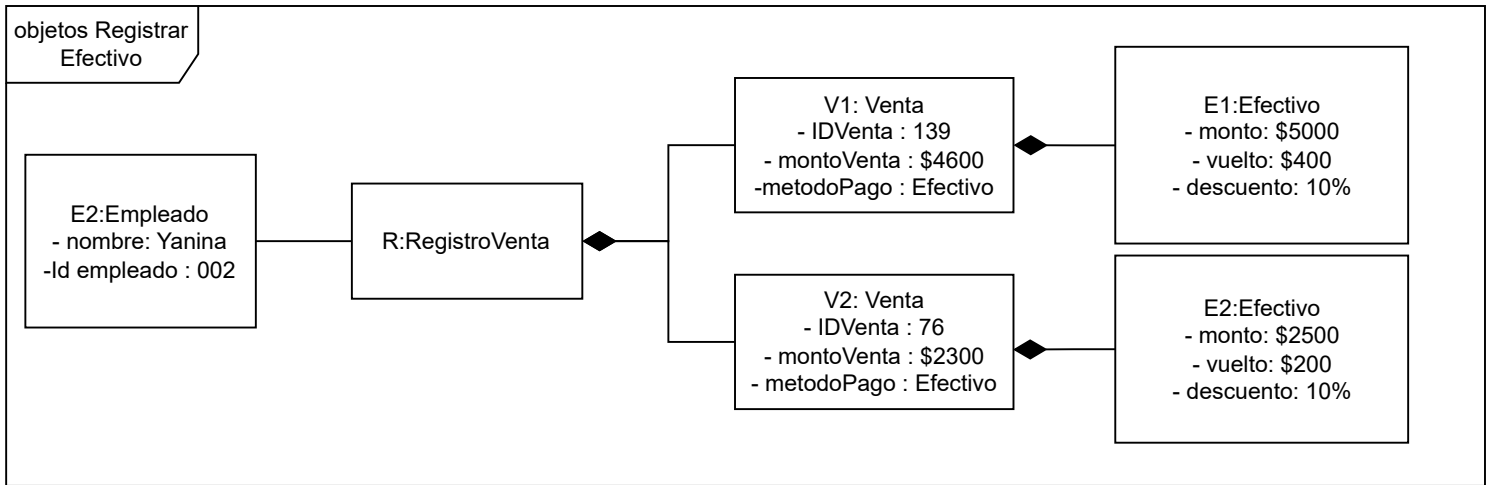 objetos Registrar
Efectivo
E2:Empleado
- nombre: Yanina
-Id empleado : 002
R:RegistroVenta
V1: Venta
- IDVenta : 139
- montoVenta : $4600
-metodoPago : Efectivo
E1:Efectivo
- monto: $5000
- vuelto: $400
- descuento: 10%
V2: Venta
- IDVenta : 76
- montoVenta : $2300
- metodoPago : Efectivo
E2:Efectivo
- monto: $2500
- vuelto: $200
- descuento: 10%